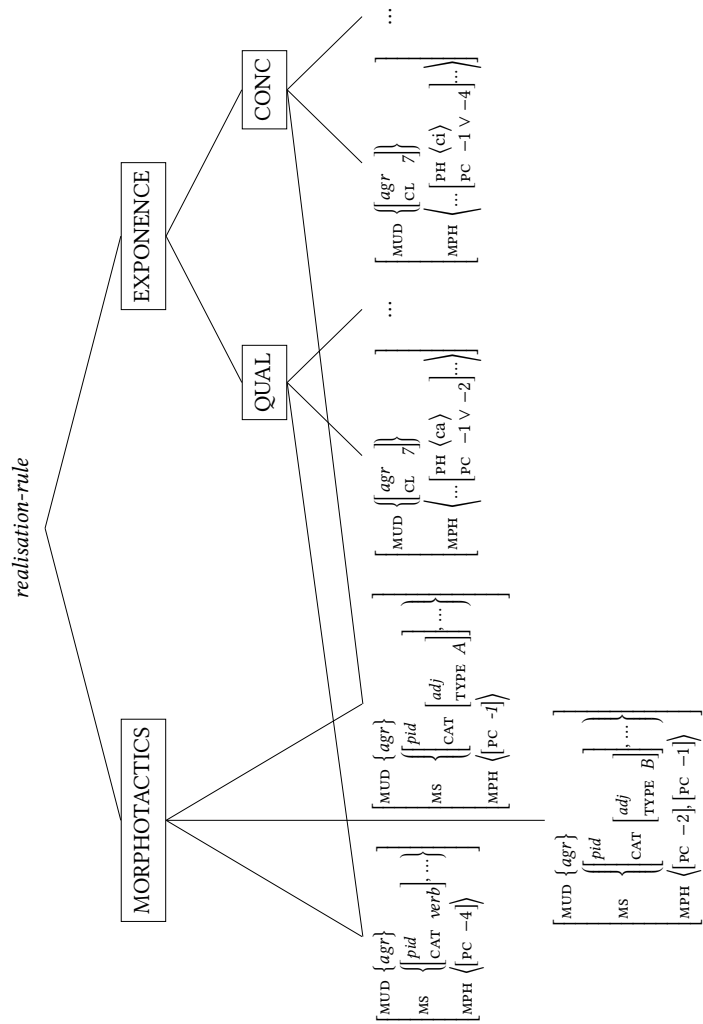 realisation-rule
MORPHOTACTICS
EXPONENCE
QUAL
CONC
MUD {agr}
MS {[pid
CAT verb], …}
MPH ⟨[PC −4]⟩
MUD {agr}
MS {[pid
CAT [adj
TYPE A]], …}
MPH ⟨[PC -1]⟩
MUD {[agr
CL 7]}
MPH ⟨… [PH ⟨ca⟩
PC −1 ∨ −2] …⟩
…
MUD {[agr
CL 7]}
MPH ⟨… [PH ⟨ci⟩
PC −1 ∨ −4] …⟩
…
MUD {agr}
MS {[pid
CAT [adj
TYPE B]], …}
MPH ⟨[PC −2], [PC −1]⟩